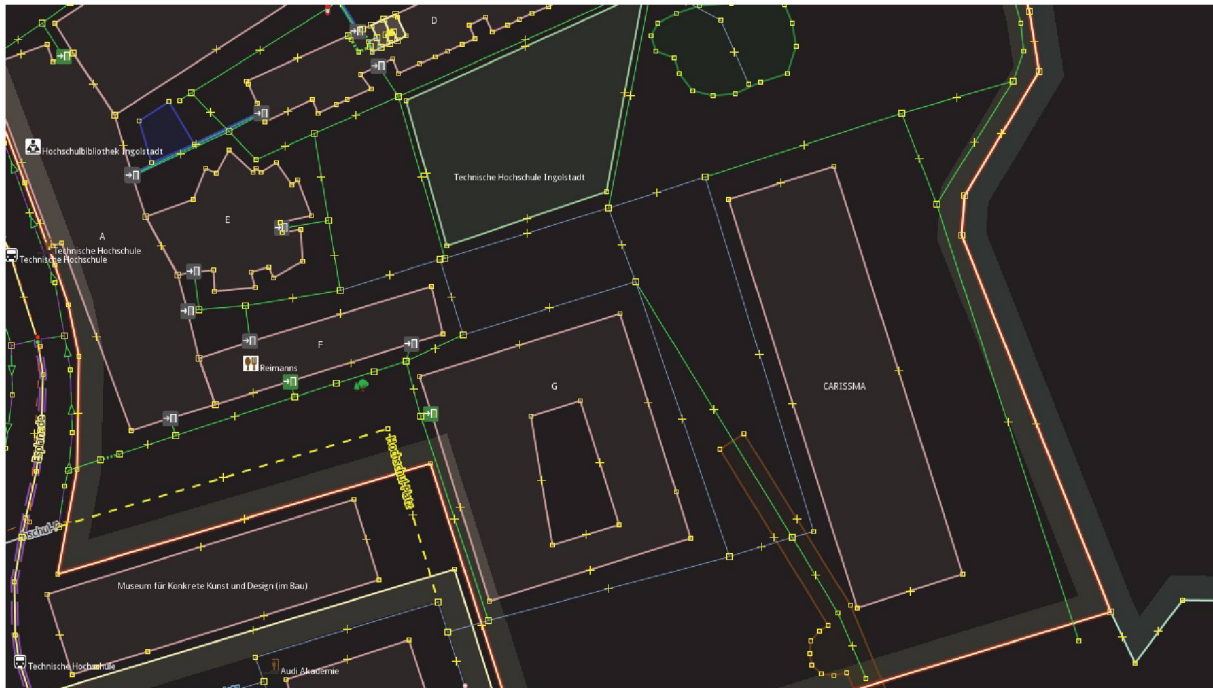 D
Hochschulbibliothek Ingolstadt
Technische Hochschule Ingolstadt
E
A
Technische Hochschule
Technische Hochschule
F
Reimanns
G
CARISSMA
Esplanade
Museum für Konkrete Kunst und Design (im Bau)
Technische Hochschule
Audi Akademie